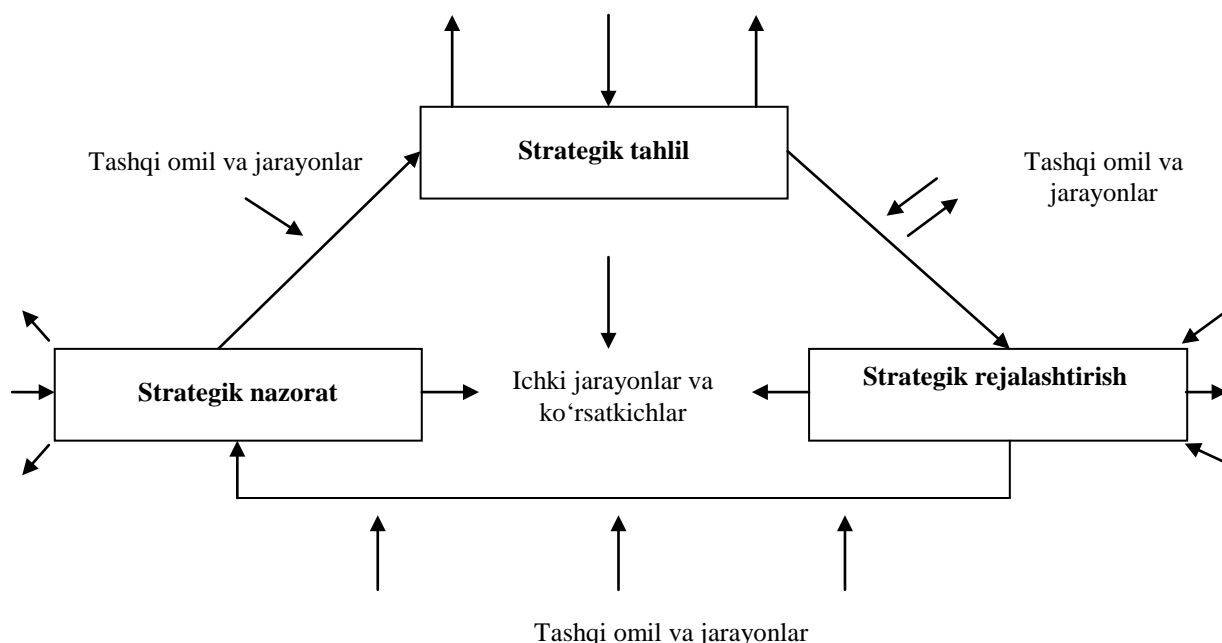 Strategik tahlil
Tashqi omil va jarayonlar
Tashqi omil va
jarayonlar
Strategik nazorat
Ichki jarayonlar va
ko‘rsatkichlar
Strategik rejalashtirish
Tashqi omil va jarayonlar